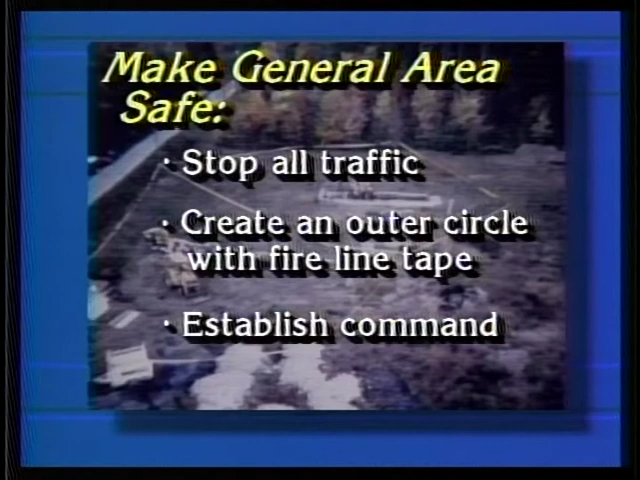 Make General Area
Safe:
· Stop all traffic
· Create an outer circle
with fire line tape
· Establish command